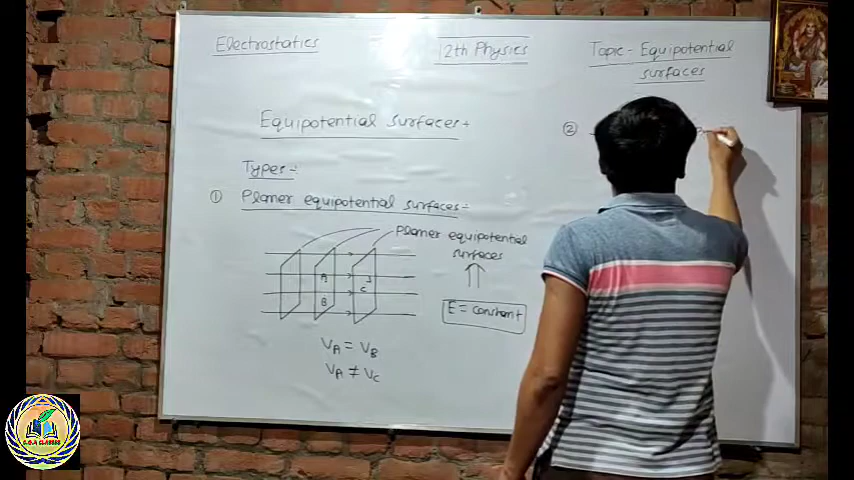 Electrostatics
12th Physics
Topic - Equipotential
surfaces
Equipotential surfaces :-
Types :-
① Planer equipotential surfaces :-
Planer equipotential
surfaces
A
B
C
E = constant
V_A = V_B
V_A ≠ V_C
②